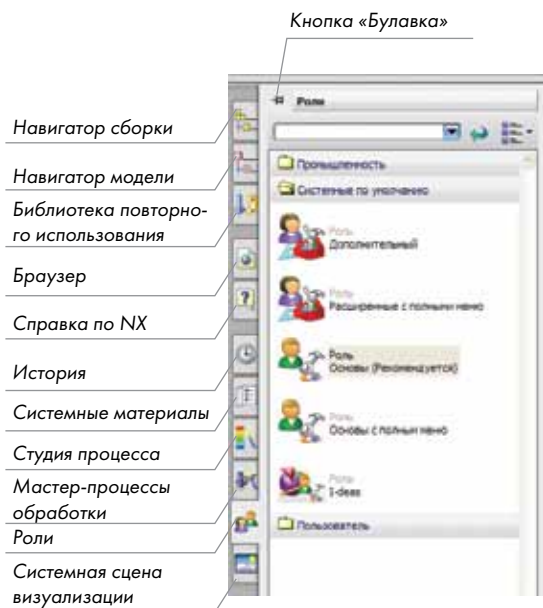 Кнопка «Булавка»
Навигатор сборки
Навигатор модели
Библиотека повторно-
го использования
Браузер
Справка по NX
История
Системные материалы
Студия процесса
Мастер-процессы
обработки
Роли
Системная сцена
визуализации
Роли
Промышленность
Системные по умолчанию
Роль
Дополнительный
Роль
Расширенные с полными меню
Роль
Основы (Рекомендуется)
Роль
Основы с полным меню
Роль
I-deas
Пользователь